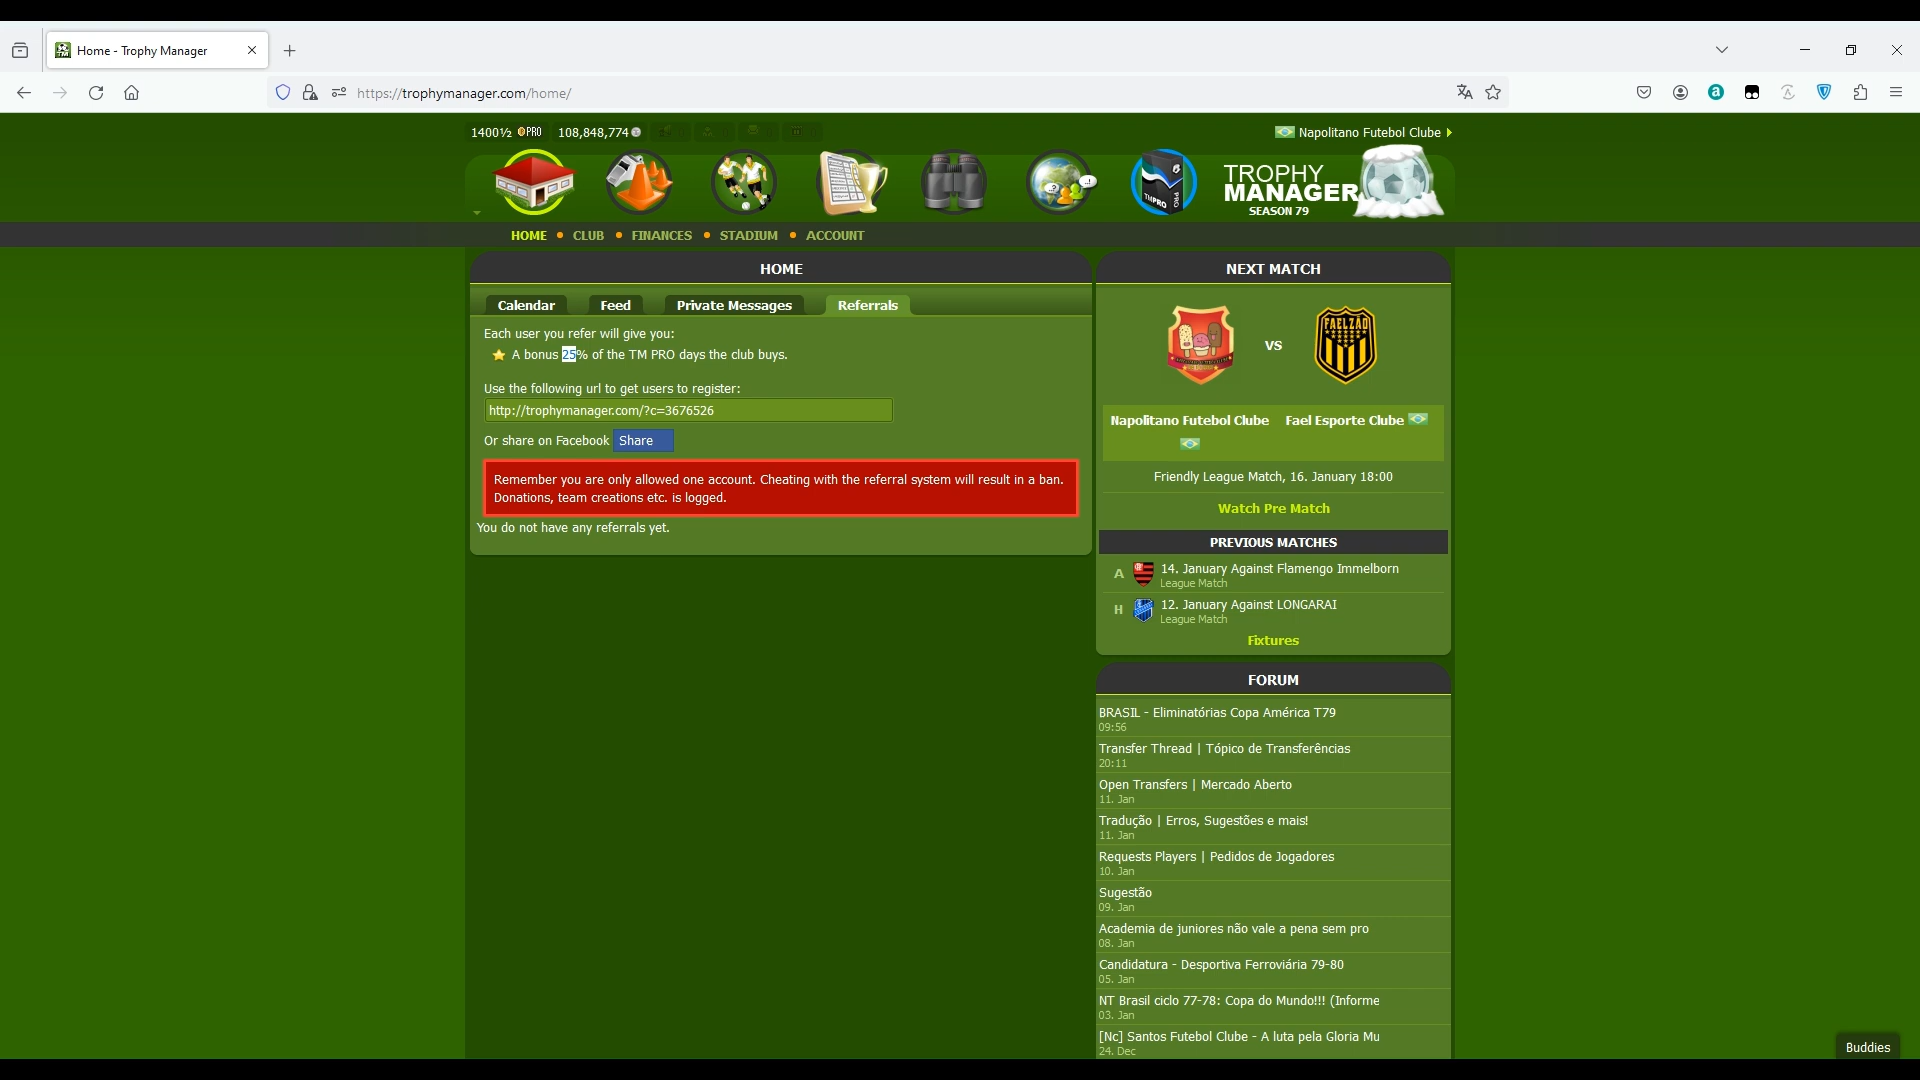 Home - Trophy Manager
https://trophymanager.com/home/
1400½ PRO 108,848,774
Napolitano Futebol Clube
TMPRO PRO
TROPHY
MANAGER
SEASON 79
HOME CLUB FINANCES STADIUM ACCOUNT
HOME
Calendar Feed Private Messages Referrals
Each user you refer will give you:
A bonus 25% of the TM PRO days the club buys.
Use the following url to get users to register:
http://trophymanager.com/?c=3676526
Or share on Facebook Share
Remember you are only allowed one account. Cheating with the referral system will result in a ban.
Donations, team creations etc. is logged.
You do not have any referrals yet.
NEXT MATCH
VS
FAELZAO
Napolitano Futebol Clube Fael Esporte Clube
Friendly League Match, 16. January 18:00
Watch Pre Match
PREVIOUS MATCHES
A 14. January Against Flamengo Immelborn
League Match
H 12. January Against LONGARAI
League Match
Fixtures
FORUM
BRASIL - Eliminatórias Copa América T79
09:56
Transfer Thread | Tópico de Transferências
20:11
Open Transfers | Mercado Aberto
11. Jan
Tradução | Erros, Sugestões e mais!
11. Jan
Requests Players | Pedidos de Jogadores
10. Jan
Sugestão
09. Jan
Academia de juniores não vale a pena sem pro
08. Jan
Candidatura - Desportiva Ferroviária 79-80
05. Jan
NT Brasil ciclo 77-78: Copa do Mundo!!! (Informe
03. Jan
[Nc] Santos Futebol Clube - A luta pela Gloria Mu
24. Dec
Buddies